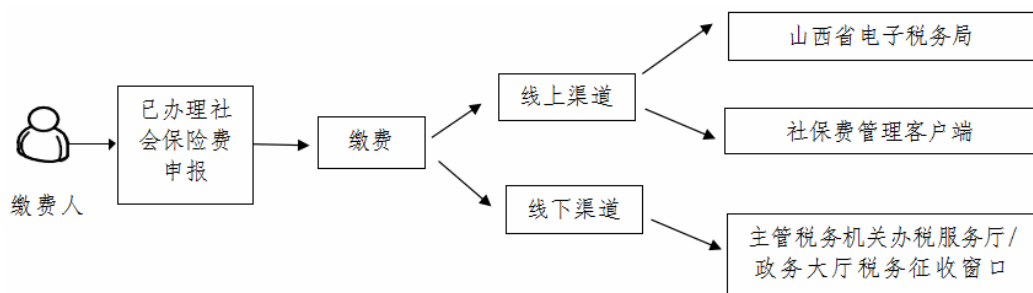 缴费人
已办理社
会保险费
申报
缴费
线上渠道
山西省电子税务局
社保费管理客户端
线下渠道
主管税务机关办税服务厅/
政务大厅税务征收窗口